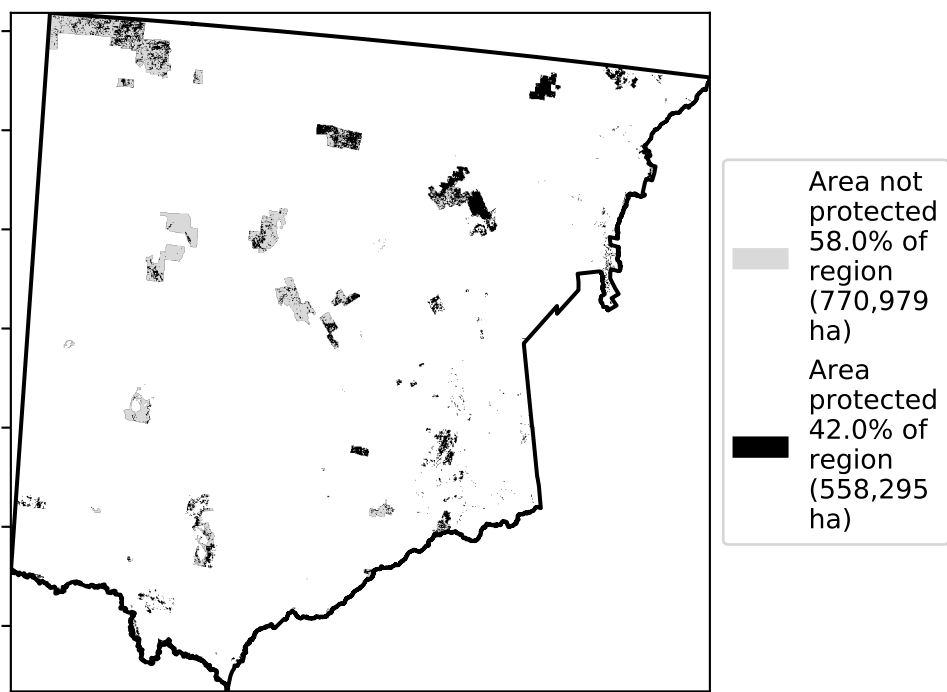 Area not
protected
58.0% of
region
(770,979
ha)
Area
protected
42.0% of
region
(558,295
ha)